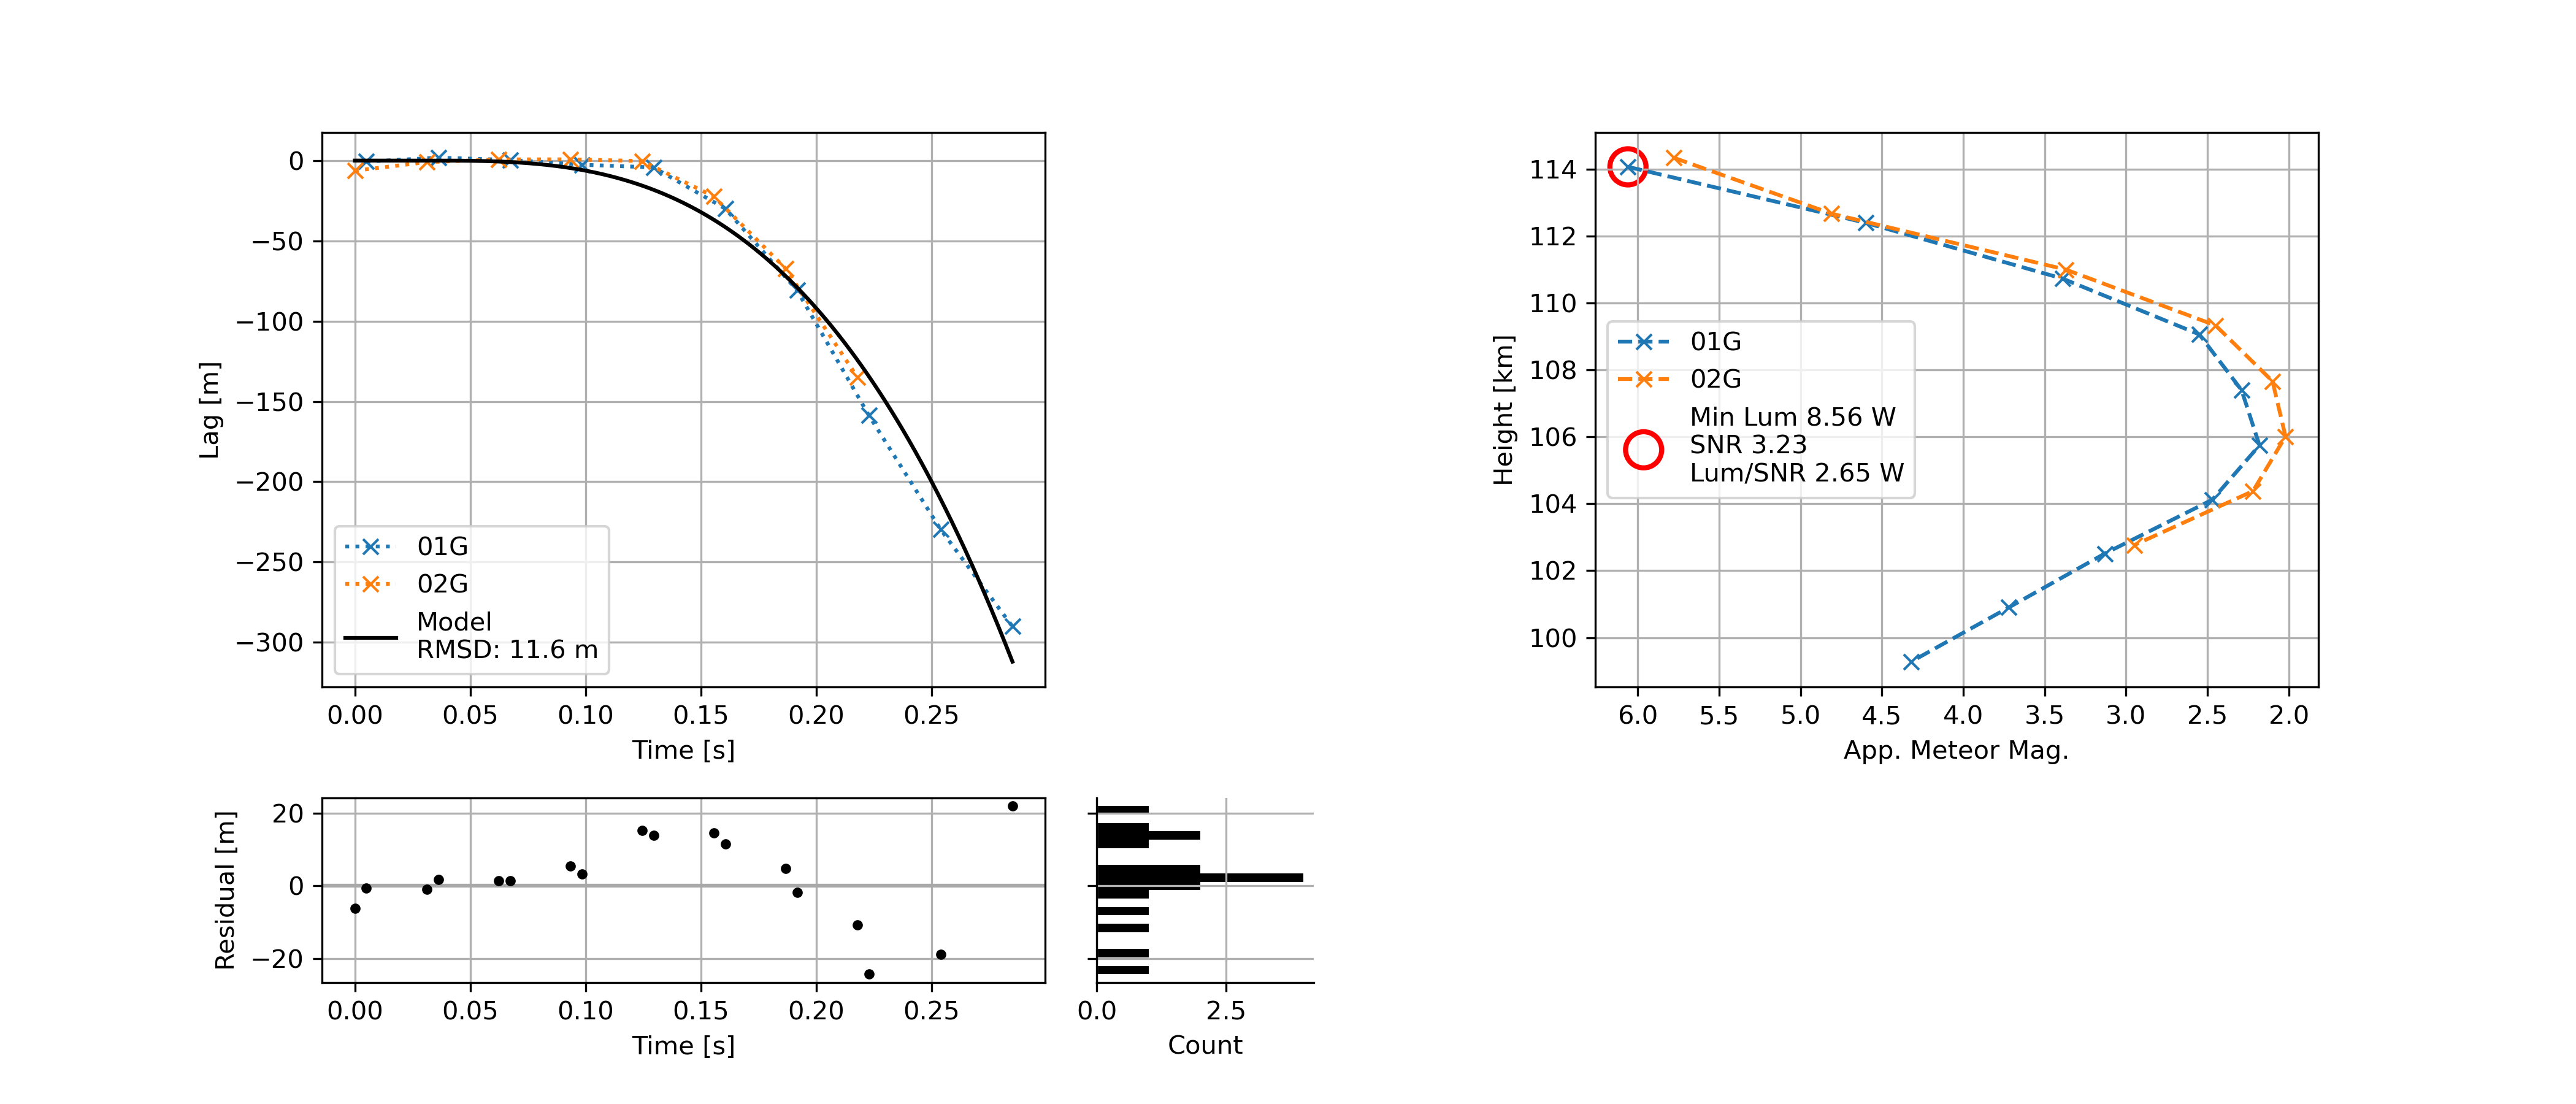 0
−50
−100
−150
−200
−250
−300
Lag [m]
01G
02G
Model
RMSD: 11.6 m
0.00 0.05 0.10 0.15 0.20 0.25
Time [s]
114
112
110
108
106
104
102
100
Height [km]
01G
02G
Min Lum 8.56 W
SNR 3.23
Lum/SNR 2.65 W
6.0 5.5 5.0 4.5 4.0 3.5 3.0 2.5 2.0
App. Meteor Mag.
20
0
−20
Residual [m]
0.00 0.05 0.10 0.15 0.20 0.25
Time [s]
0.0 2.5
Count